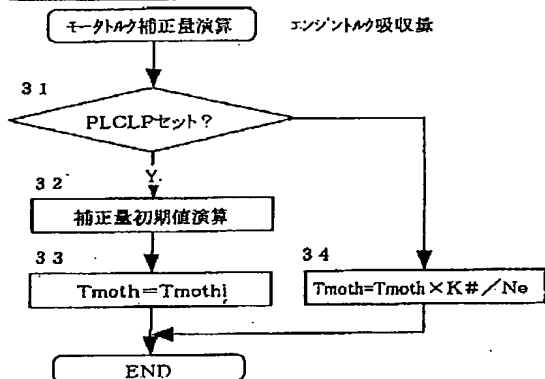 モータトルク補正量演算
エンジントルク吸収量
31
PLCLPセット?
Y.
32
補正量初期値演算
33
Tmoth=Tmothi
34
Tmoth=Tmoth×K#/Ne
END